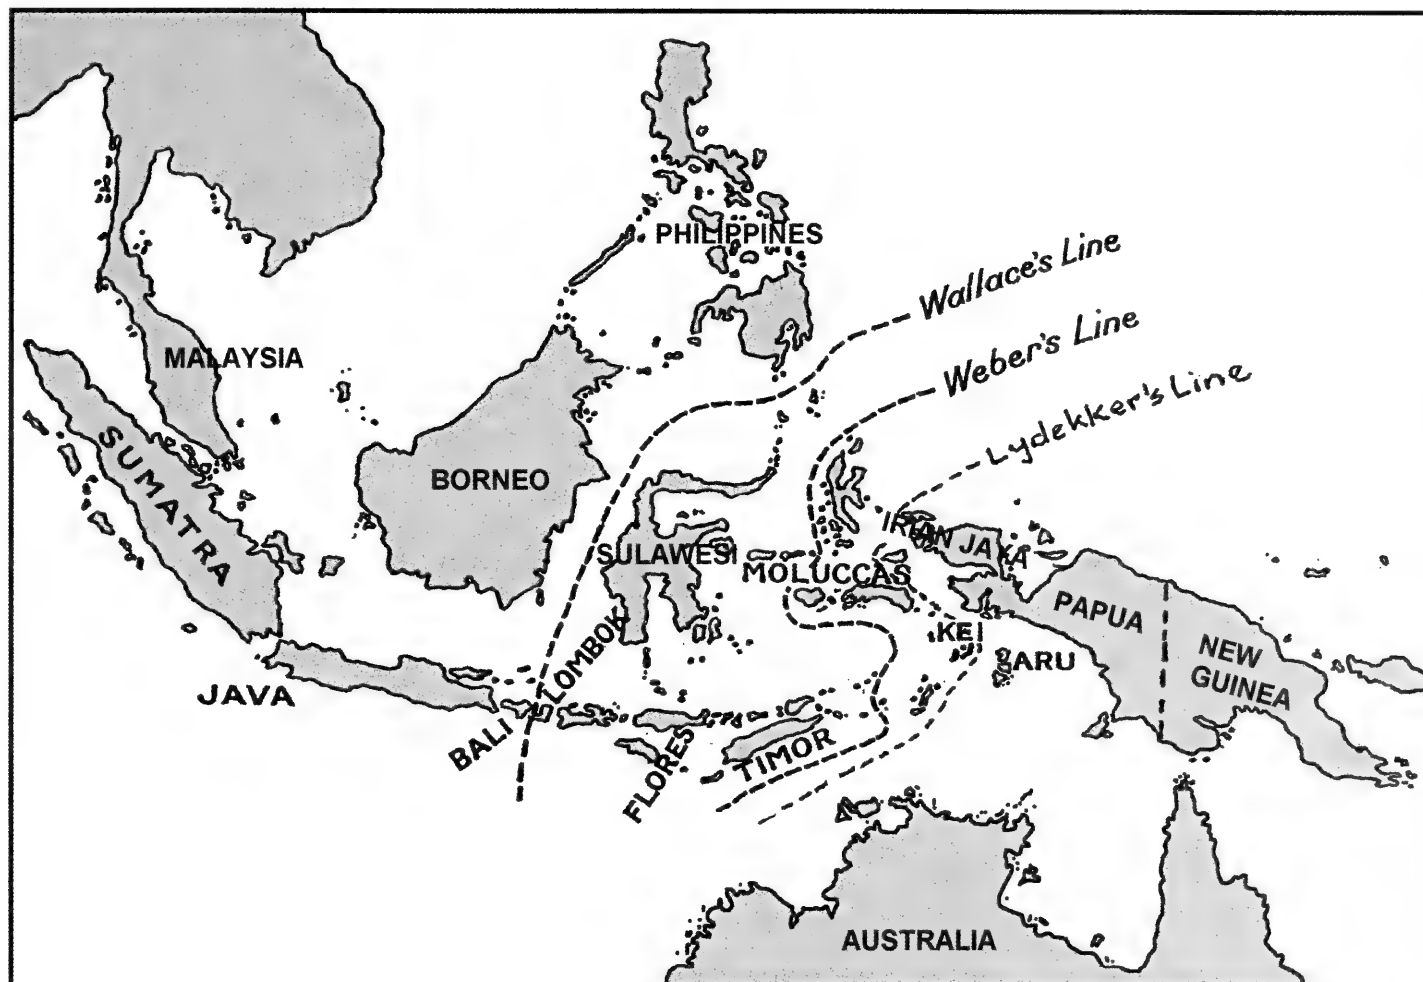 PHILIPPINES
Wallace's Line
Weber's Line
Lydekker's Line
MALAYSIA
SUMATRA
BORNEO
SULAWESI
MOLUCCAS
IRIAN JAYA
PAPUA
NEW
GUINEA
KEI
ARU
JAVA
BALI
LOMBOK
FLORES
TIMOR
AUSTRALIA